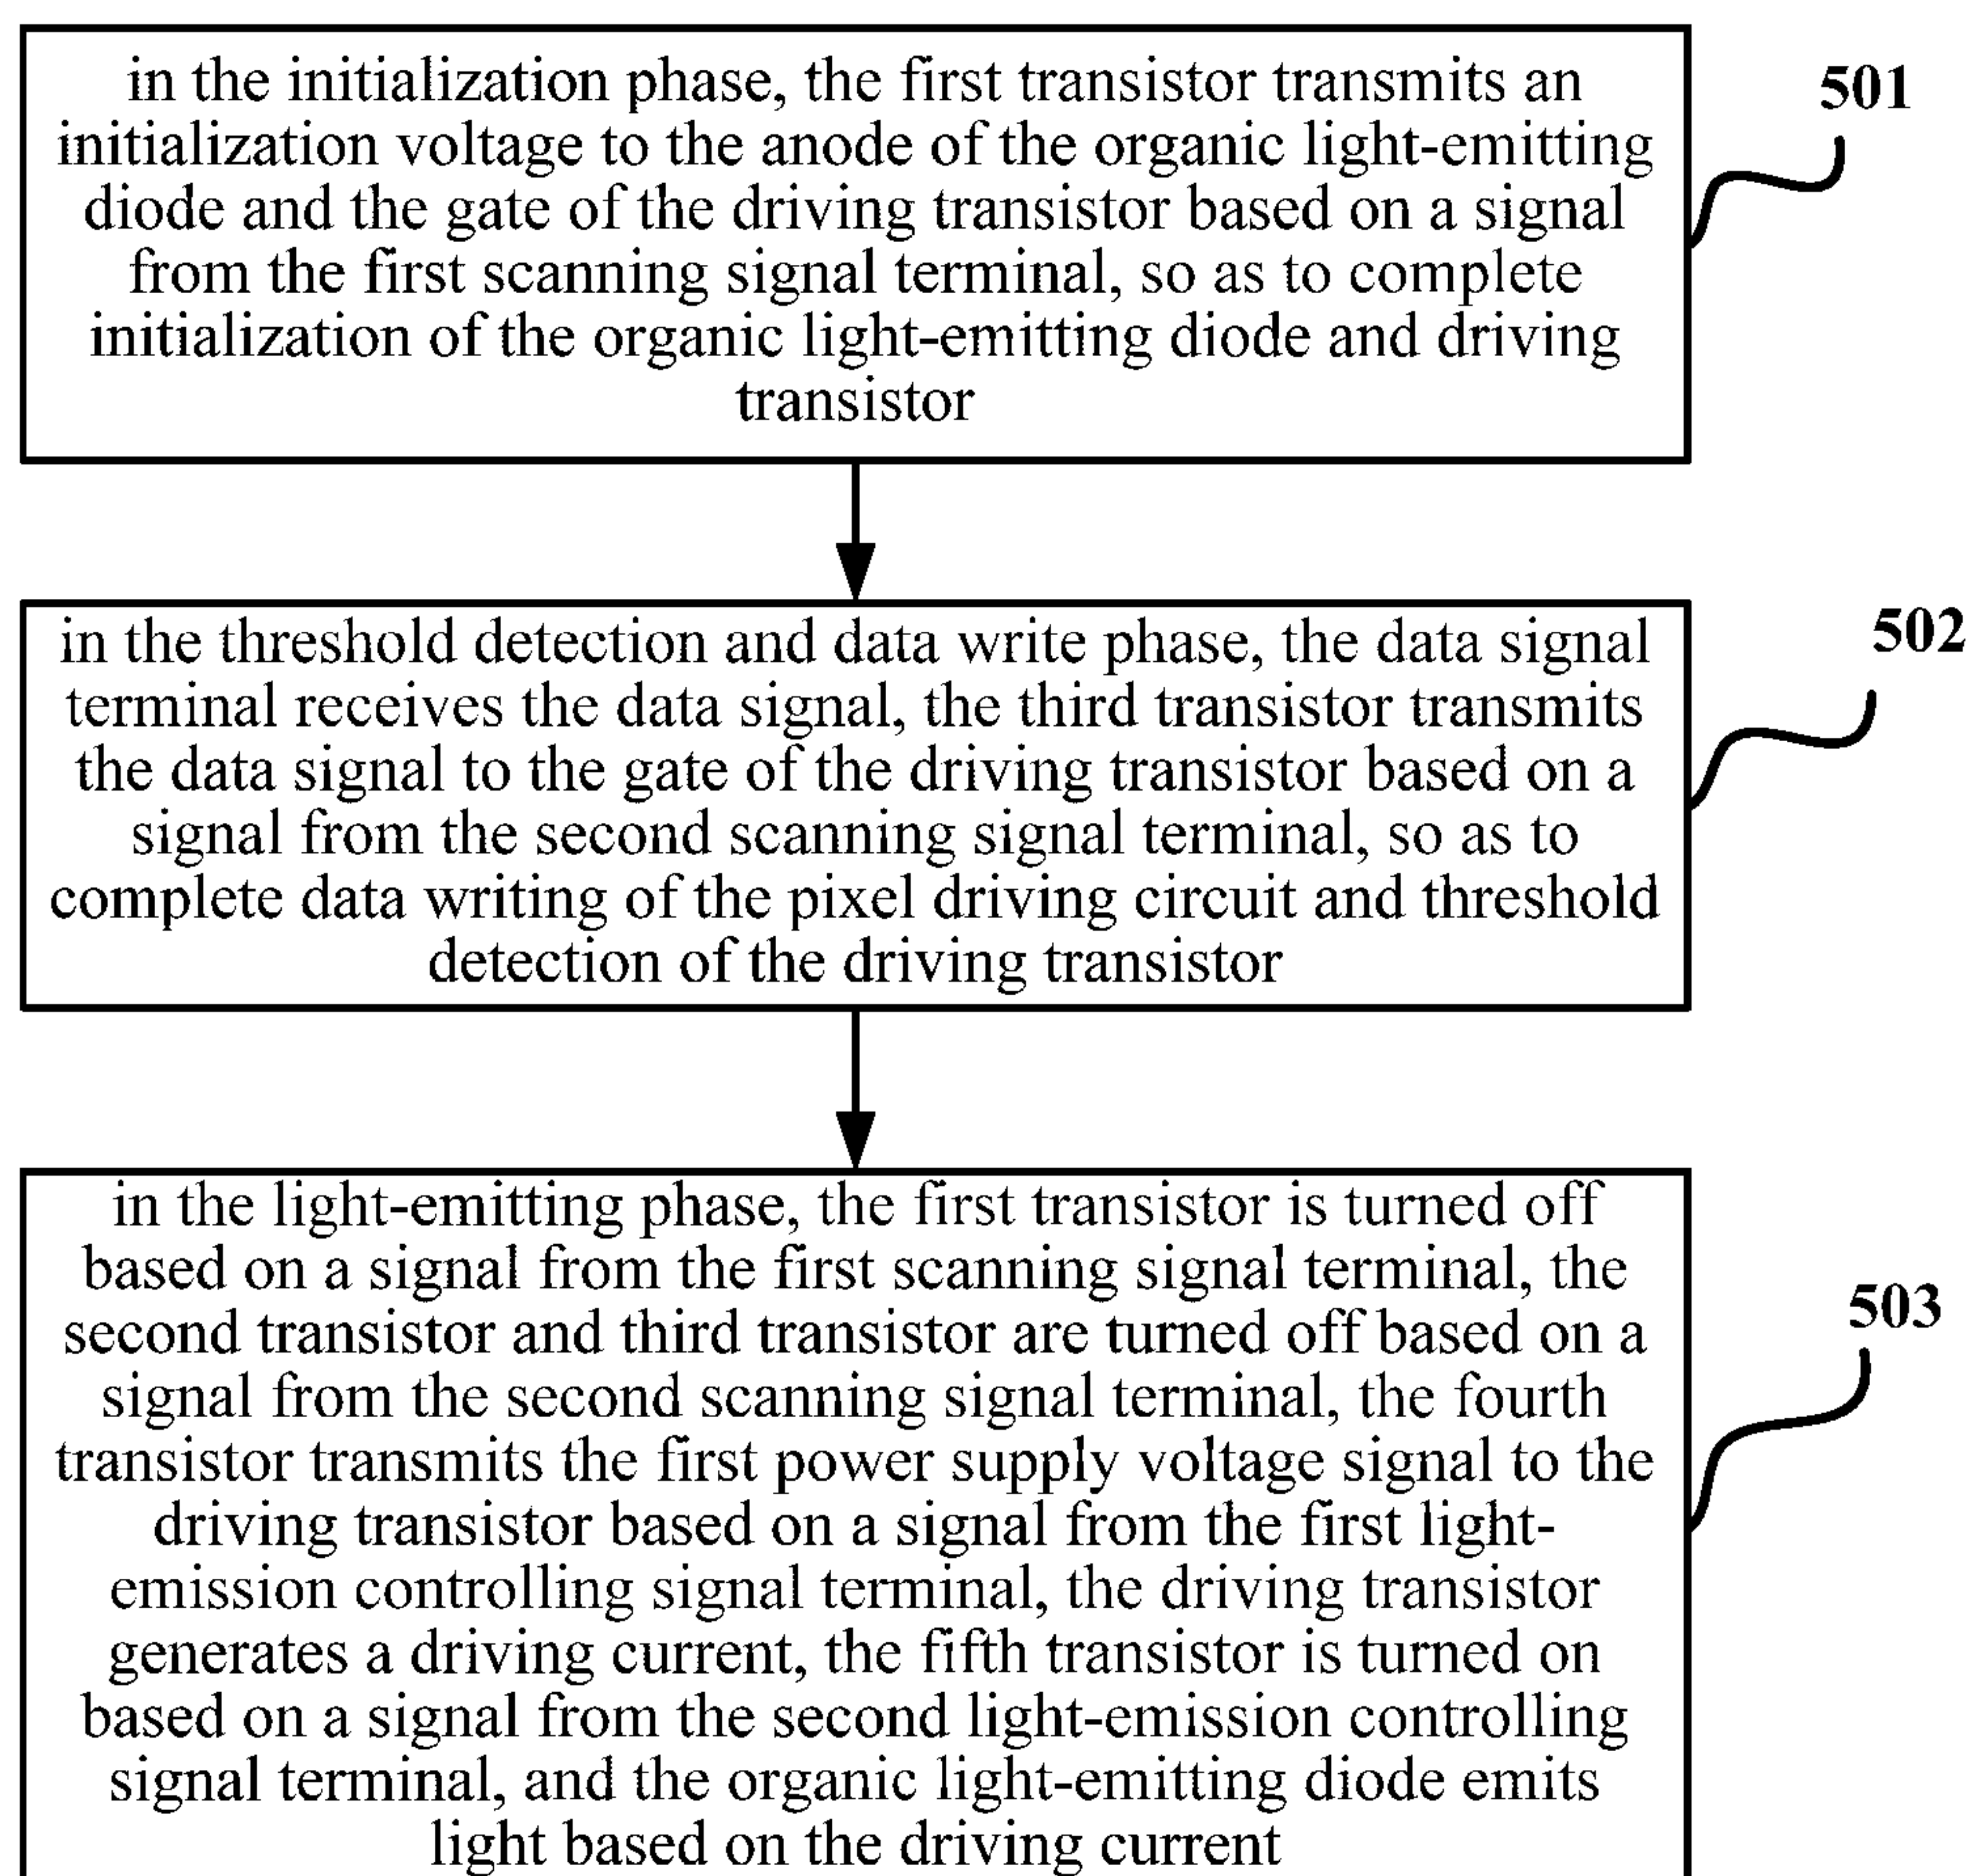 in the initialization phase, the first transistor transmits an
initialization voltage to the anode of the organic light-emitting
diode and the gate of the driving transistor based on a signal
from the first scanning signal terminal, so as to complete
initialization of the organic light-emitting diode and driving
transistor
501
in the threshold detection and data write phase, the data signal
terminal receives the data signal, the third transistor transmits
the data signal to the gate of the driving transistor based on a
signal from the second scanning signal terminal, so as to
complete data writing of the pixel driving circuit and threshold
detection of the driving transistor
502
in the light-emitting phase, the first transistor is turned off
based on a signal from the first scanning signal terminal, the
second transistor and third transistor are turned off based on a
signal from the second scanning signal terminal, the fourth
transistor transmits the first power supply voltage signal to the
driving transistor based on a signal from the first light-
emission controlling signal terminal, the driving transistor
generates a driving current, the fifth transistor is turned on
based on a signal from the second light-emission controlling
signal terminal, and the organic light-emitting diode emits
light based on the driving current
503